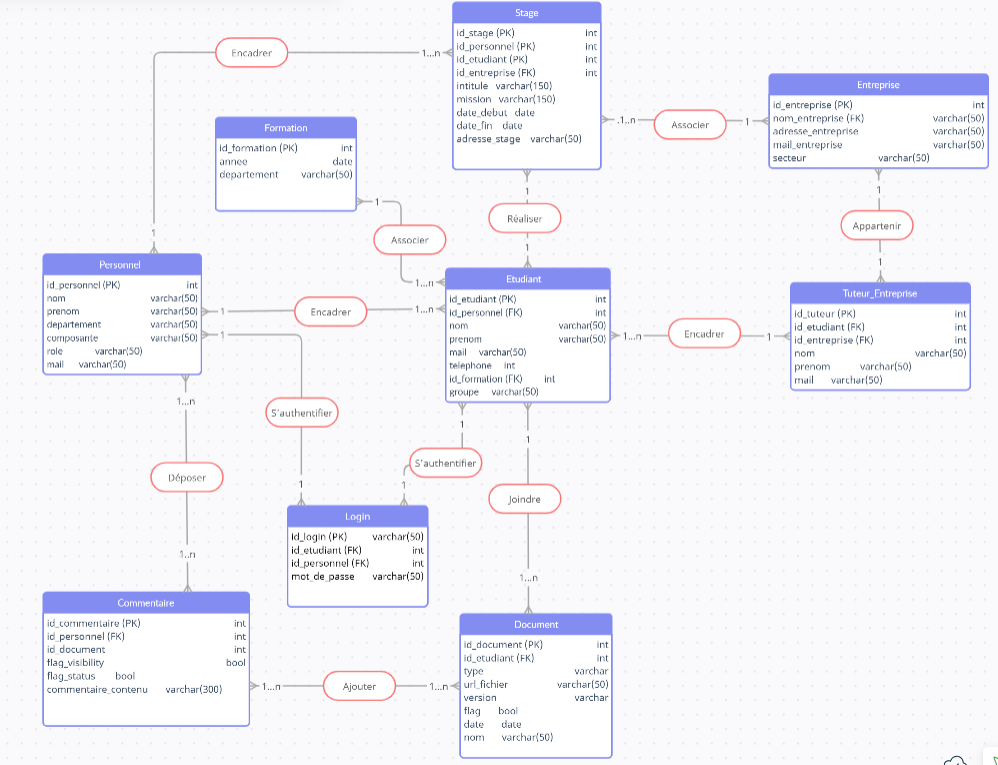 Stage
id_stage (PK) int
id_personnel (PK) int
id_etudiant (PK) int
id_entreprise (FK) int
intitule varchar(150)
mission varchar(150)
date_debut date
date_fin date
adresse_stage varchar(50)
Encadrer
1...n
1
Entreprise
id_entreprise (PK) int
nom_entreprise (FK) varchar(50)
adresse_entreprise varchar(50)
mail_entreprise varchar(50)
secteur varchar(50)
.1..n
Associer
1
Formation
id_formation (PK) int
annee date
departement varchar(50)
1
Associer
1...n
1
Réaliser
1
1
Appartenir
1
Personnel
id_personnel (PK) int
nom varchar(50)
prenom varchar(50)
departement varchar(50)
composante varchar(50)
role varchar(50)
mail varchar(50)
1
Encadrer
1...n
Etudiant
id_etudiant (PK) int
id_personnel (FK) int
nom varchar(50)
prenom varchar(50)
mail varchar(50)
telephone int
id_formation (FK) int
groupe varchar(50)
1...n
Encadrer
1
Tuteur_Entreprise
id_tuteur (PK) int
id_etudiant (FK) int
id_entreprise (FK) int
nom varchar(50)
prenom varchar(50)
mail varchar(50)
1
S'authentifier
1
1
S'authentifier
1
1
Joindre
1...n
1...n
Déposer
1..n
Login
id_login (PK) varchar(50)
id_etudiant (FK) int
id_personnel (FK) int
mot_de_passe varchar(50)
Commentaire
id_commentaire (PK) int
id_personnel (FK) int
id_document int
flag_visibility bool
flag_status bool
commentaire_contenu varchar(300)
1...n
Ajouter
1...n
Document
id_document (PK) int
id_etudiant (FK) int
type varchar
url_fichier varchar(50)
version varchar
flag bool
date date
nom varchar(50)